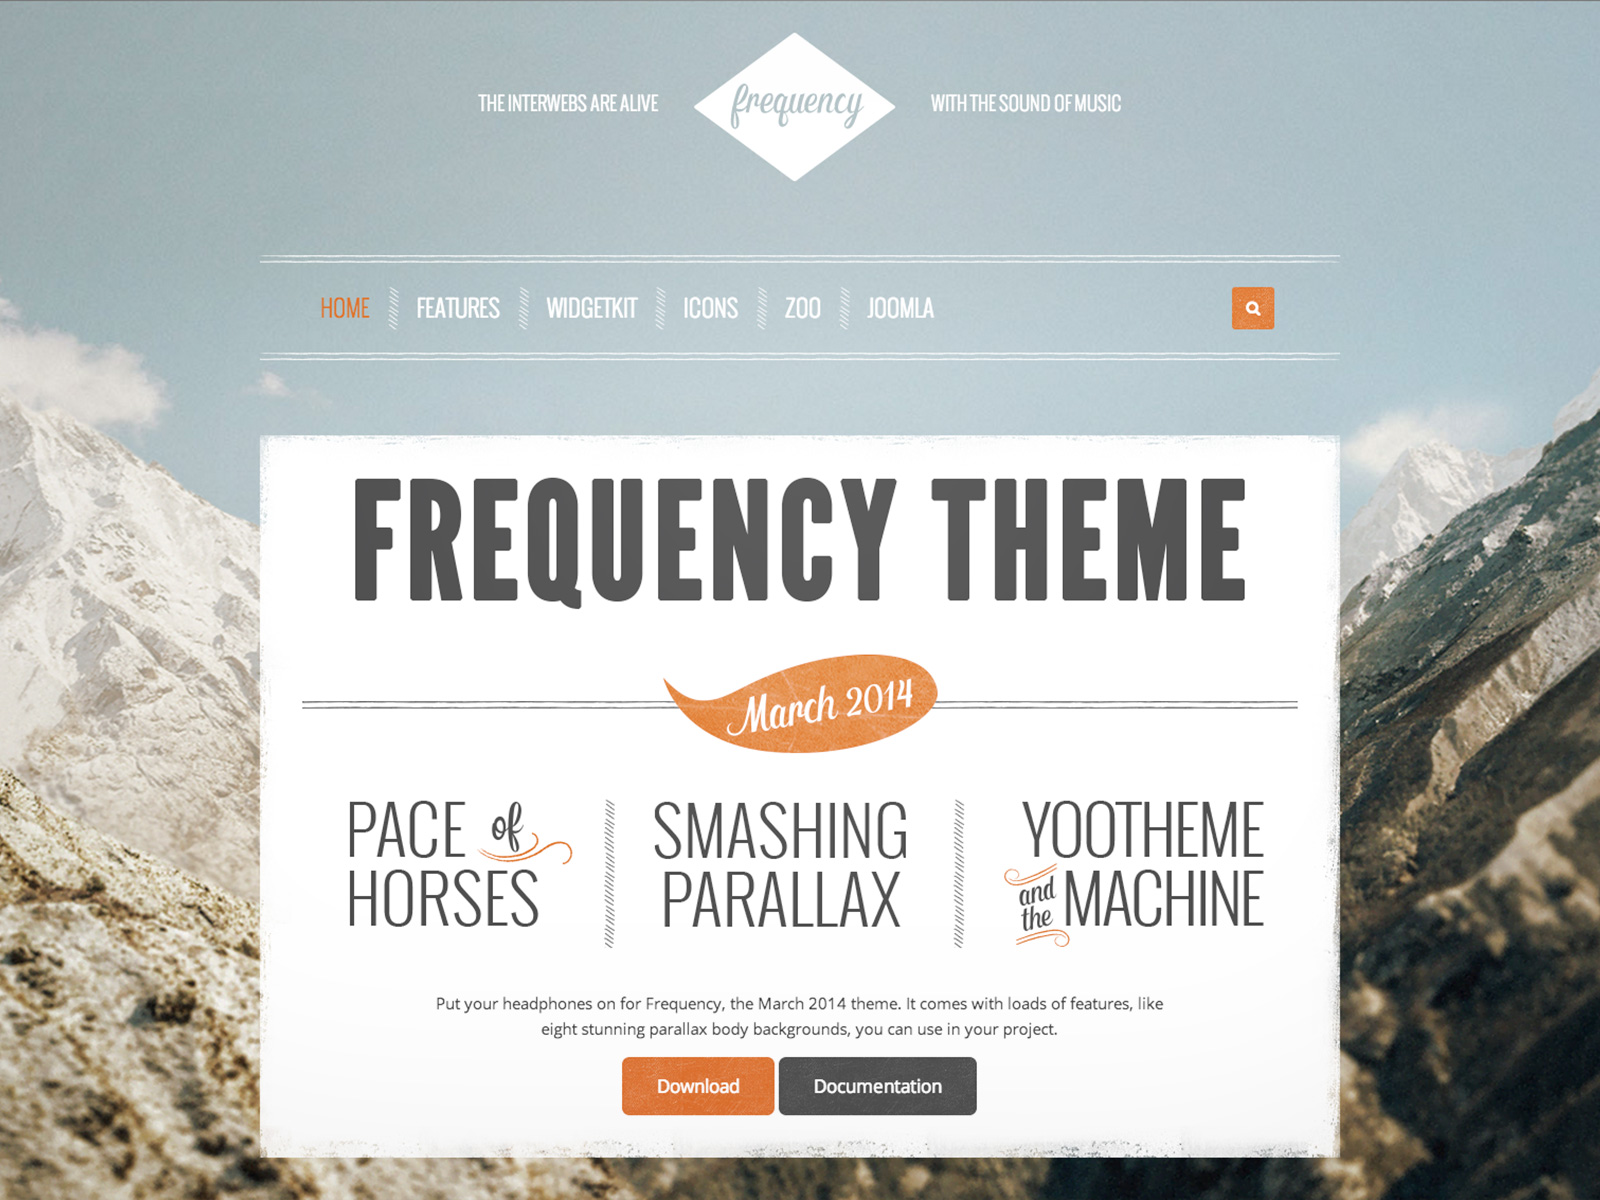 THE INTERWEBS ARE ALIVE
frequency
WITH THE SOUND OF MUSIC
HOME FEATURES WIDGETKIT ICONS ZOO JOOMLA
FREQUENCY THEME
March 2014
PACE of
HORSES
SMASHING
PARALLAX
YOOTHEME
and the MACHINE
Put your headphones on for Frequency, the March 2014 theme. It comes with loads of features, like
eight stunning parallax body backgrounds, you can use in your project.
Download Documentation